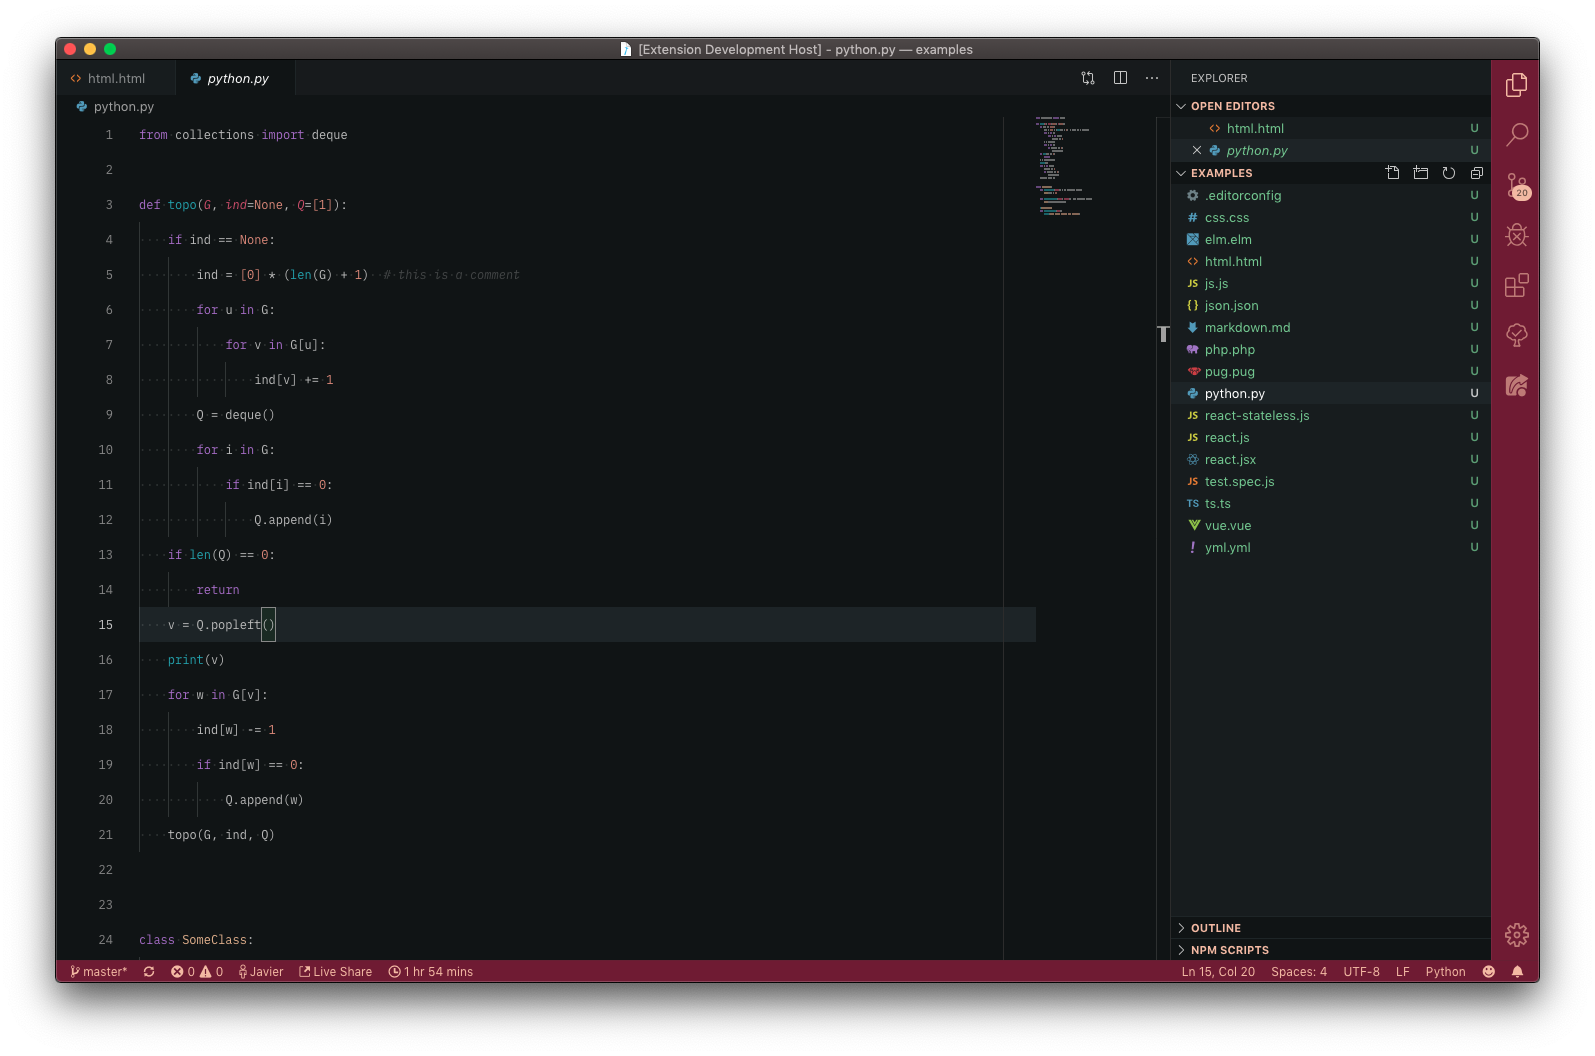 [Extension Development Host] - python.py — examples
html.html
python.py
python.py
1 from collections import deque
2
3 def topo(G, ind=None, Q=[1]):
4 if ind == None:
5 ind = [0] * (len(G) + 1) # this is a comment
6 for u in G:
7 for v in G[u]:
8 ind[v] += 1
9 Q = deque()
10 for i in G:
11 if ind[i] == 0:
12 Q.append(i)
13 if len(Q) == 0:
14 return
15 v = Q.popleft()
16 print(v)
17 for w in G[v]:
18 ind[w] -= 1
19 if ind[w] == 0:
20 Q.append(w)
21 topo(G, ind, Q)
22
23
24 class SomeClass:
EXPLORER
OPEN EDITORS
html.html U
python.py U
EXAMPLES
.editorconfig U
# css.css U
elm.elm U
<> html.html U
JS js.js U
{} json.json U
markdown.md U
php.php U
pug.pug U
python.py U
JS react-stateless.js U
JS react.js U
react.jsx U
JS test.spec.js U
TS ts.ts U
vue.vue U
! yml.yml U
OUTLINE
NPM SCRIPTS
20
master* 0 0 Javier Live Share 1 hr 54 mins
Ln 15, Col 20 Spaces: 4 UTF-8 LF Python